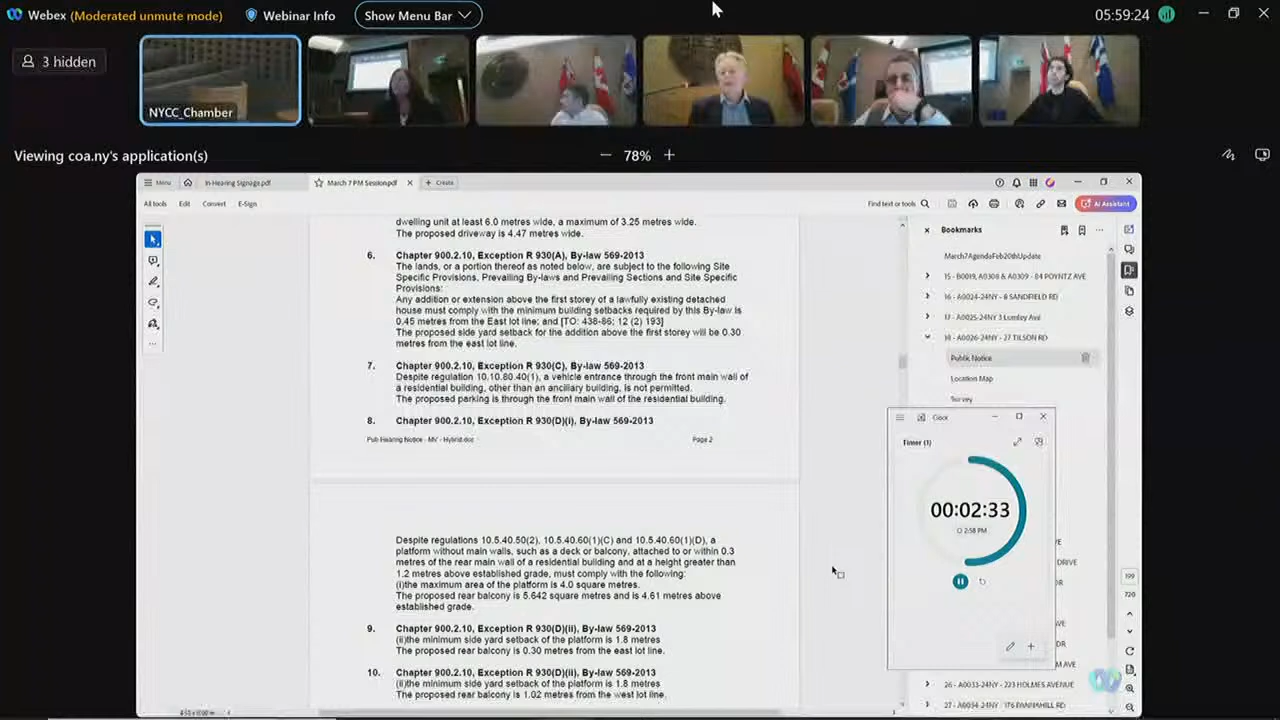 Webex (Moderated unmute mode)
Webinar Info
Show Menu Bar
05:59:24
3 hidden
NYCC_Chamber
Viewing coa.ny's application(s)
78%
Menu
In-Hearing Signage.pdf
March 7 PM Session.pdf
Create
All tools
Edit
Convert
E-Sign
Find text or tools
AI Assistant
dwelling unit at least 6.0 metres wide, a maximum of 3.25 metres wide.
The proposed driveway is 4.47 metres wide.
6. Chapter 900.2.10, Exception R 930(A), By-law 569-2013
The lands, or a portion thereof as noted below, are subject to the following Site
Specific Provisions, Prevailing By-laws and Prevailing Sections and Site Specific
Provisions:
Any addition or extension above the first storey of a lawfully existing detached
house must comply with the minimum building setbacks required by this By-law is
0.45 metres from the East lot line; and [TO: 438-86; 12 (2) 193]
The proposed side yard setback for the addition above the first storey will be 0.30
metres from the east lot line.
7. Chapter 900.2.10, Exception R 930(C), By-law 569-2013
Despite regulation 10.10.80.40(1), a vehicle entrance through the front main wall of
a residential building, other than an ancillary building, is not permitted.
The proposed parking is through the front main wall of the residential building.
8. Chapter 900.2.10, Exception R 930(D)(i), By-law 569-2013
Pub Hearing Notice - MV - Hybrid.doc
Page 2
Despite regulations 10.5.40.50(2), 10.5.40.60(1)(C) and 10.5.40.60(1)(D), a
platform without main walls, such as a deck or balcony, attached to or within 0.3
metres of the rear main wall of a residential building and at a height greater than
1.2 metres above established grade, must comply with the following:
(i)the maximum area of the platform is 4.0 square metres.
The proposed rear balcony is 5.642 square metres and is 4.61 metres above
established grade.
9. Chapter 900.2.10, Exception R 930(D)(ii), By-law 569-2013
(ii)the minimum side yard setback of the platform is 1.8 metres
The proposed rear balcony is 0.30 metres from the east lot line.
10. Chapter 900.2.10, Exception R 930(D)(ii), By-law 569-2013
(ii)the minimum side yard setback of the platform is 1.8 metres
The proposed rear balcony is 1.02 metres from the west lot line.
Bookmarks
March7AgendaFeb20thUpdate
15 - B0019, A0308 & A0309 - 84 POYNTZ AVE
16 - A0024-24NY - 8 SANDFIELD RD
17 - A0025-24NY 3 Lumley Ave
18 - A0026-24NY - 27 TILSON RD
Public Notice
Location Map
Survey
Clock
Timer (1)
00:02:33
2:58 PM
DRIVE
26 - A0033-24NY - 223 HOLMES AVENUE
199
720